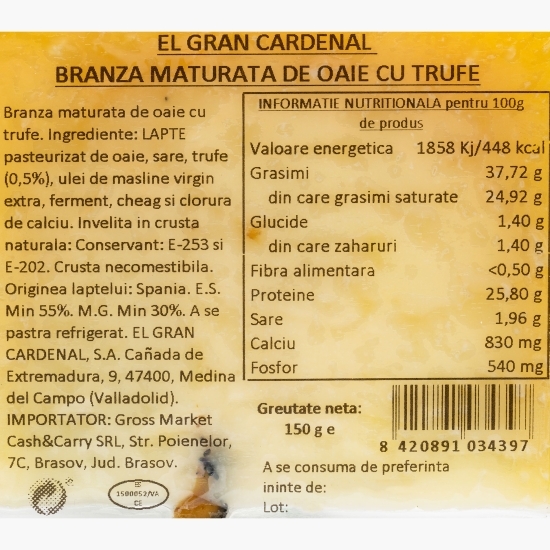 EL GRAN CARDENAL
BRANZA MATURATA DE OAIE CU TRUFE
Branza maturata de oaie cu
trufe. Ingrediente: LAPTE
pasteurizat de oaie, sare, trufe
(0,5%), ulei de masline virgin
extra, ferment, cheag si clorura
de calciu. Invelita in crusta
naturala: Conservant: E-253 si
E-202. Crusta necomestibila.
Originea laptelui: Spania. E.S.
Min 55%. M.G. Min 30%. A se
pastra refrigerat. EL GRAN
CARDENAL, S.A. Cañada de
Extremadura, 9, 47400, Medina
del Campo (Valladolid).
IMPORTATOR: Gross Market
Cash&Carry SRL, Str. Poienelor,
7C, Brasov, Jud. Brasov.
ES
1500052/VA
CE
INFORMATIE NUTRITIONALA pentru 100g
de produs
Valoare energetica 1858 Kj/448 kcal
Grasimi 37,72 g
din care grasimi saturate 24,92 g
Glucide 1,40 g
din care zaharuri 1,40 g
Fibra alimentara <0,50 g
Proteine 25,80 g
Sare 1,96 g
Calciu 830 mg
Fosfor 540 mg
Greutate neta:
150 g e
8 420891 034397
A se consuma de preferinta
ininte de:
Lot: